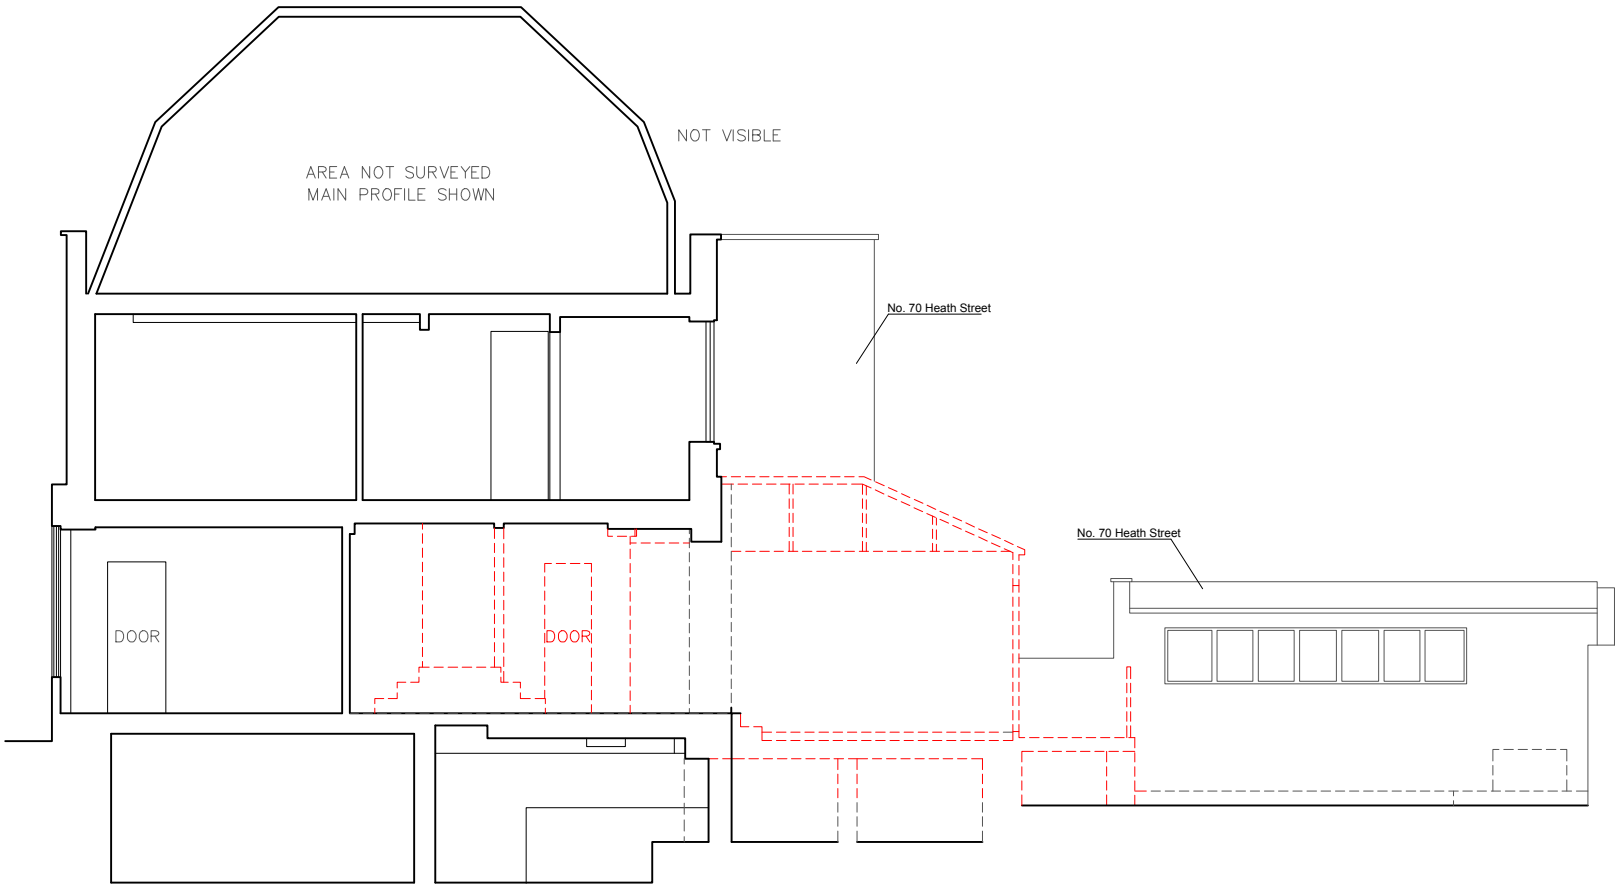 NOT VISIBLE
AREA NOT SURVEYED
MAIN PROFILE SHOWN
No. 70 Heath Street
No. 70 Heath Street
DOOR
DOOR